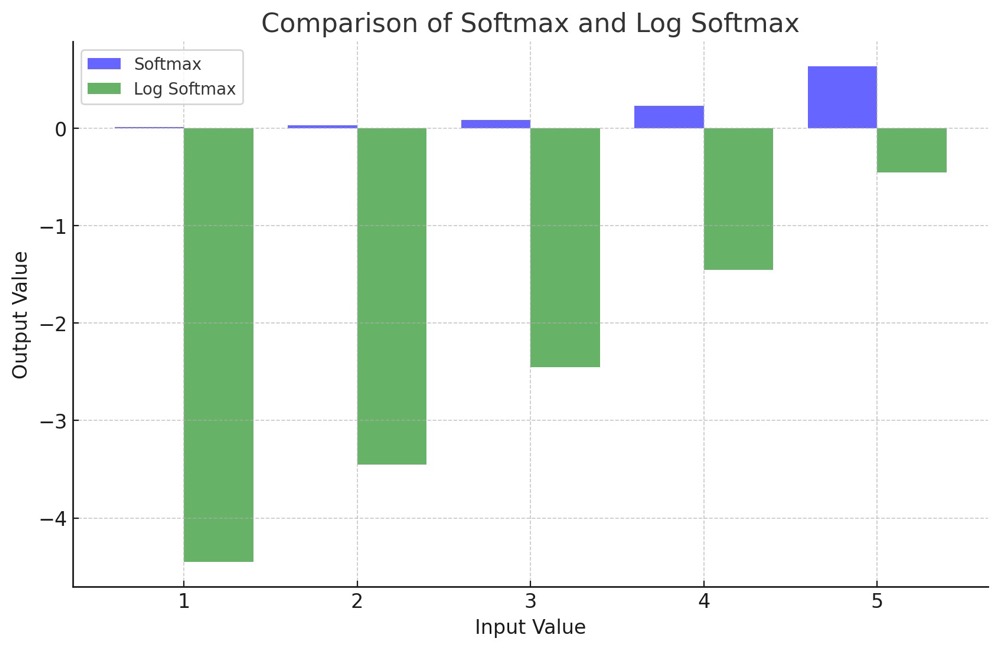 Comparison of Softmax and Log Softmax
Softmax
Log Softmax
0
−1
−2
−3
−4
Output Value
1 2 3 4 5
Input Value